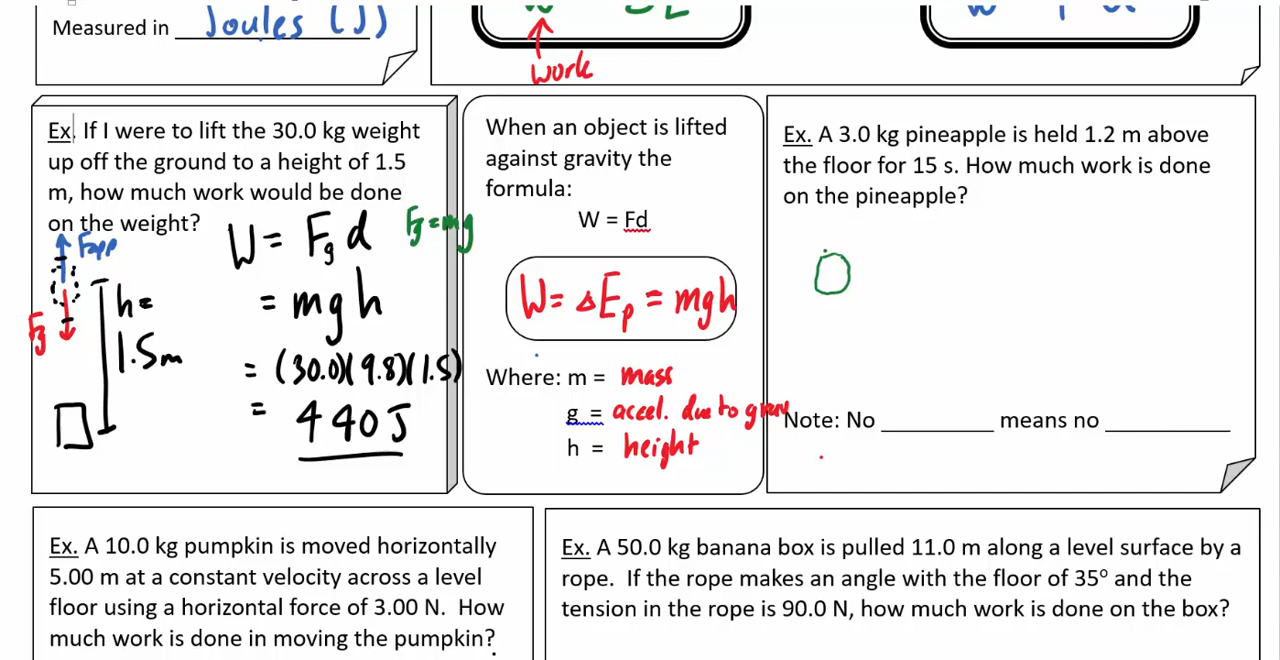 Measured in Joules (J)
work
Ex. If I were to lift the 30.0 kg weight
up off the ground to a height of 1.5
m, how much work would be done
on the weight?
Fapp
Fg
h=
1.5m
W = Fg d
Fg = mg
= mgh
= (30.0)(9.8)(1.5)
= 440J
When an object is lifted
against gravity the
formula:
W = Fd
W = ΔEp = mgh
Where: m = mass
g = accel. due to grav
h = height
Ex. A 3.0 kg pineapple is held 1.2 m above
the floor for 15 s. How much work is done
on the pineapple?
Note: No __________ means no ___________
Ex. A 10.0 kg pumpkin is moved horizontally
5.00 m at a constant velocity across a level
floor using a horizontal force of 3.00 N. How
much work is done in moving the pumpkin?
Ex. A 50.0 kg banana box is pulled 11.0 m along a level surface by a
rope. If the rope makes an angle with the floor of 35° and the
tension in the rope is 90.0 N, how much work is done on the box?